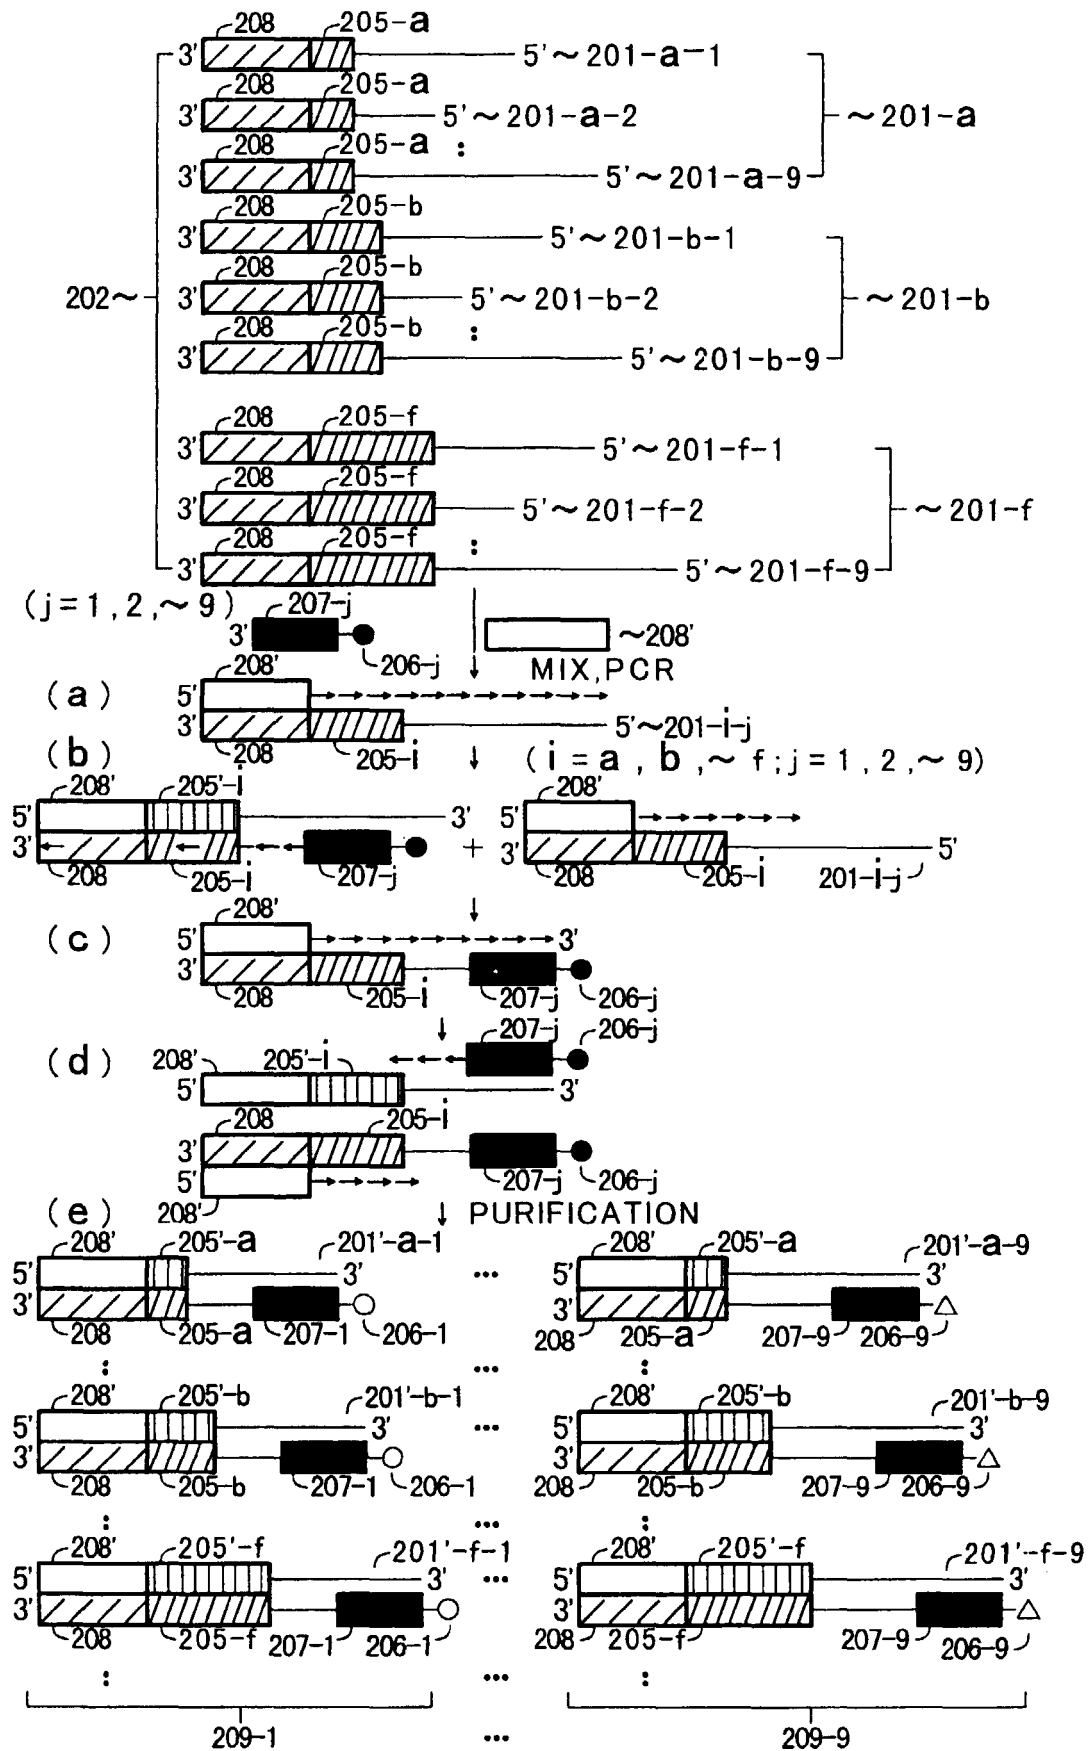 208 205-a
3' 5'~201-a-1
208 205-a
3' 5'~201-a-2 ~201-a
208 205-a :
3' 5'~201-a-9
208 205-b
3' 5'~201-b-1
208 205-b
202~ 3' 5'~201-b-2 ~201-b
208 205-b :
3' 5'~201-b-9
208 205-f
3' 5'~201-f-1
208 205-f
3' 5'~201-f-2 ~201-f
208 205-f :
3' 5'~201-f-9
(j=1,2,~9) 207-j
3' ~208'
206-j
208' MIX,PCR
(a) 5'
3' 5'~201-i-j
208 205-i
(b) (i=a,b,~f;j=1,2,~9)
208' 205'-i 208'
5' 3' 5'
3' + 3' 5'
208 205-i 207-j 208 205-i 201-i-j
208'
(c) 5' 3'
3'
208 205-i 207-j 206-j
207-j 206-j
(d) 208' 205'-i
5' 3'
208 205-i
3'
5' 207-j 206-j
208'
(e) PURIFICATION
208' 205'-a 201'-a-1 208' 205'-a 201'-a-9
5' 3' ... 5' 3'
3' 3'
208 205-a 207-1 206-1 208 205-a 207-9 206-9
: ... :
208' 205'-b 201'-b-1 208' 205'-b 201'-b-9
5' 3' ... 5' 3'
3' 3'
208 205-b 207-1 206-1 208 205-b 207-9 206-9
: ... :
208' 205'-f 201'-f-1 208' 205'-f 201'-f-9
5' 3' ... 5' 3'
3' 3'
208 205-f 207-1 206-1 208 205-f 207-9 206-9
: ... :
209-1 ... 209-9